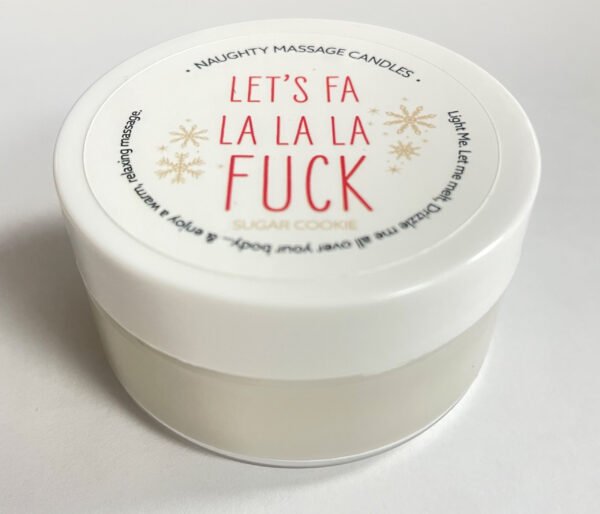 · NAUGHTY MASSAGE CANDLES ·
LET'S FA
LA LA LA
FUCK
SUGAR COOKIE
Light Me. Let me melt, Drizzle me all over your body... & enjoy a warm, relaxing massage.